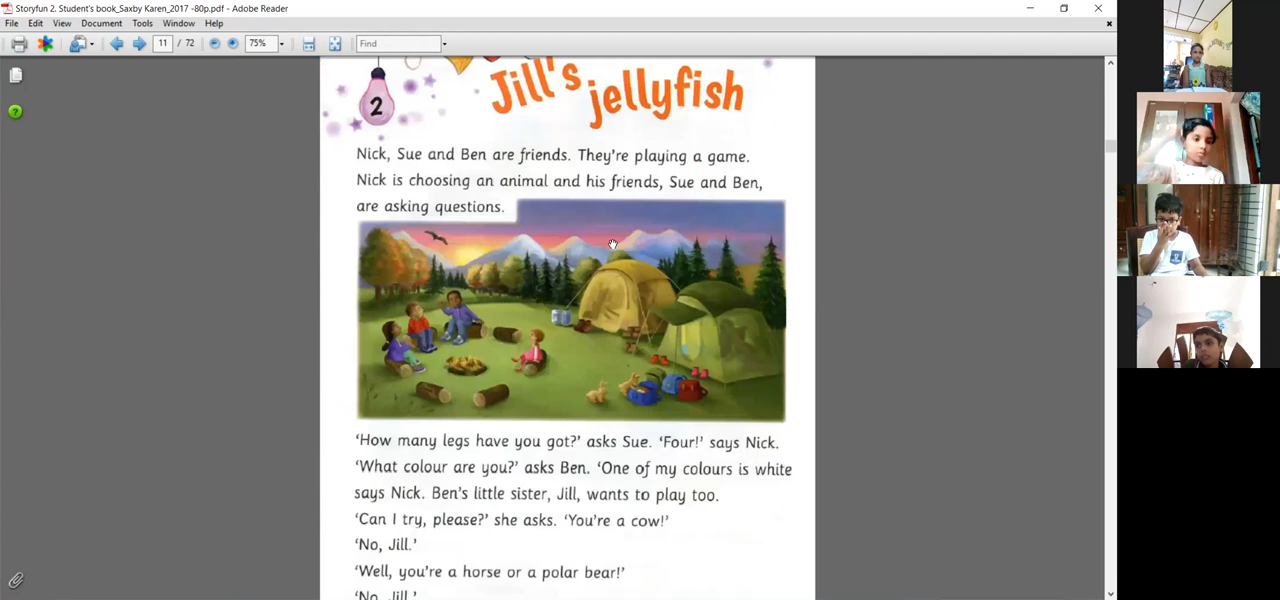 Storyfun 2. Student's book_Saxby Karen_2017 -80p.pdf - Adobe Reader
File Edit View Document Tools Window Help
11 / 72 75% Find
2
Jill's
jellyfish
Nick, Sue and Ben are friends. They're playing a game.
Nick is choosing an animal and his friends, Sue and Ben,
are asking questions.
'How many legs have you got?' asks Sue. 'Four!' says Nick.
'What colour are you?' asks Ben. 'One of my colours is white
says Nick. Ben's little sister, Jill, wants to play too.
'Can I try, please?' she asks. 'You're a cow!'
'No, Jill.'
'Well, you're a horse or a polar bear!'
'No, Jill.'